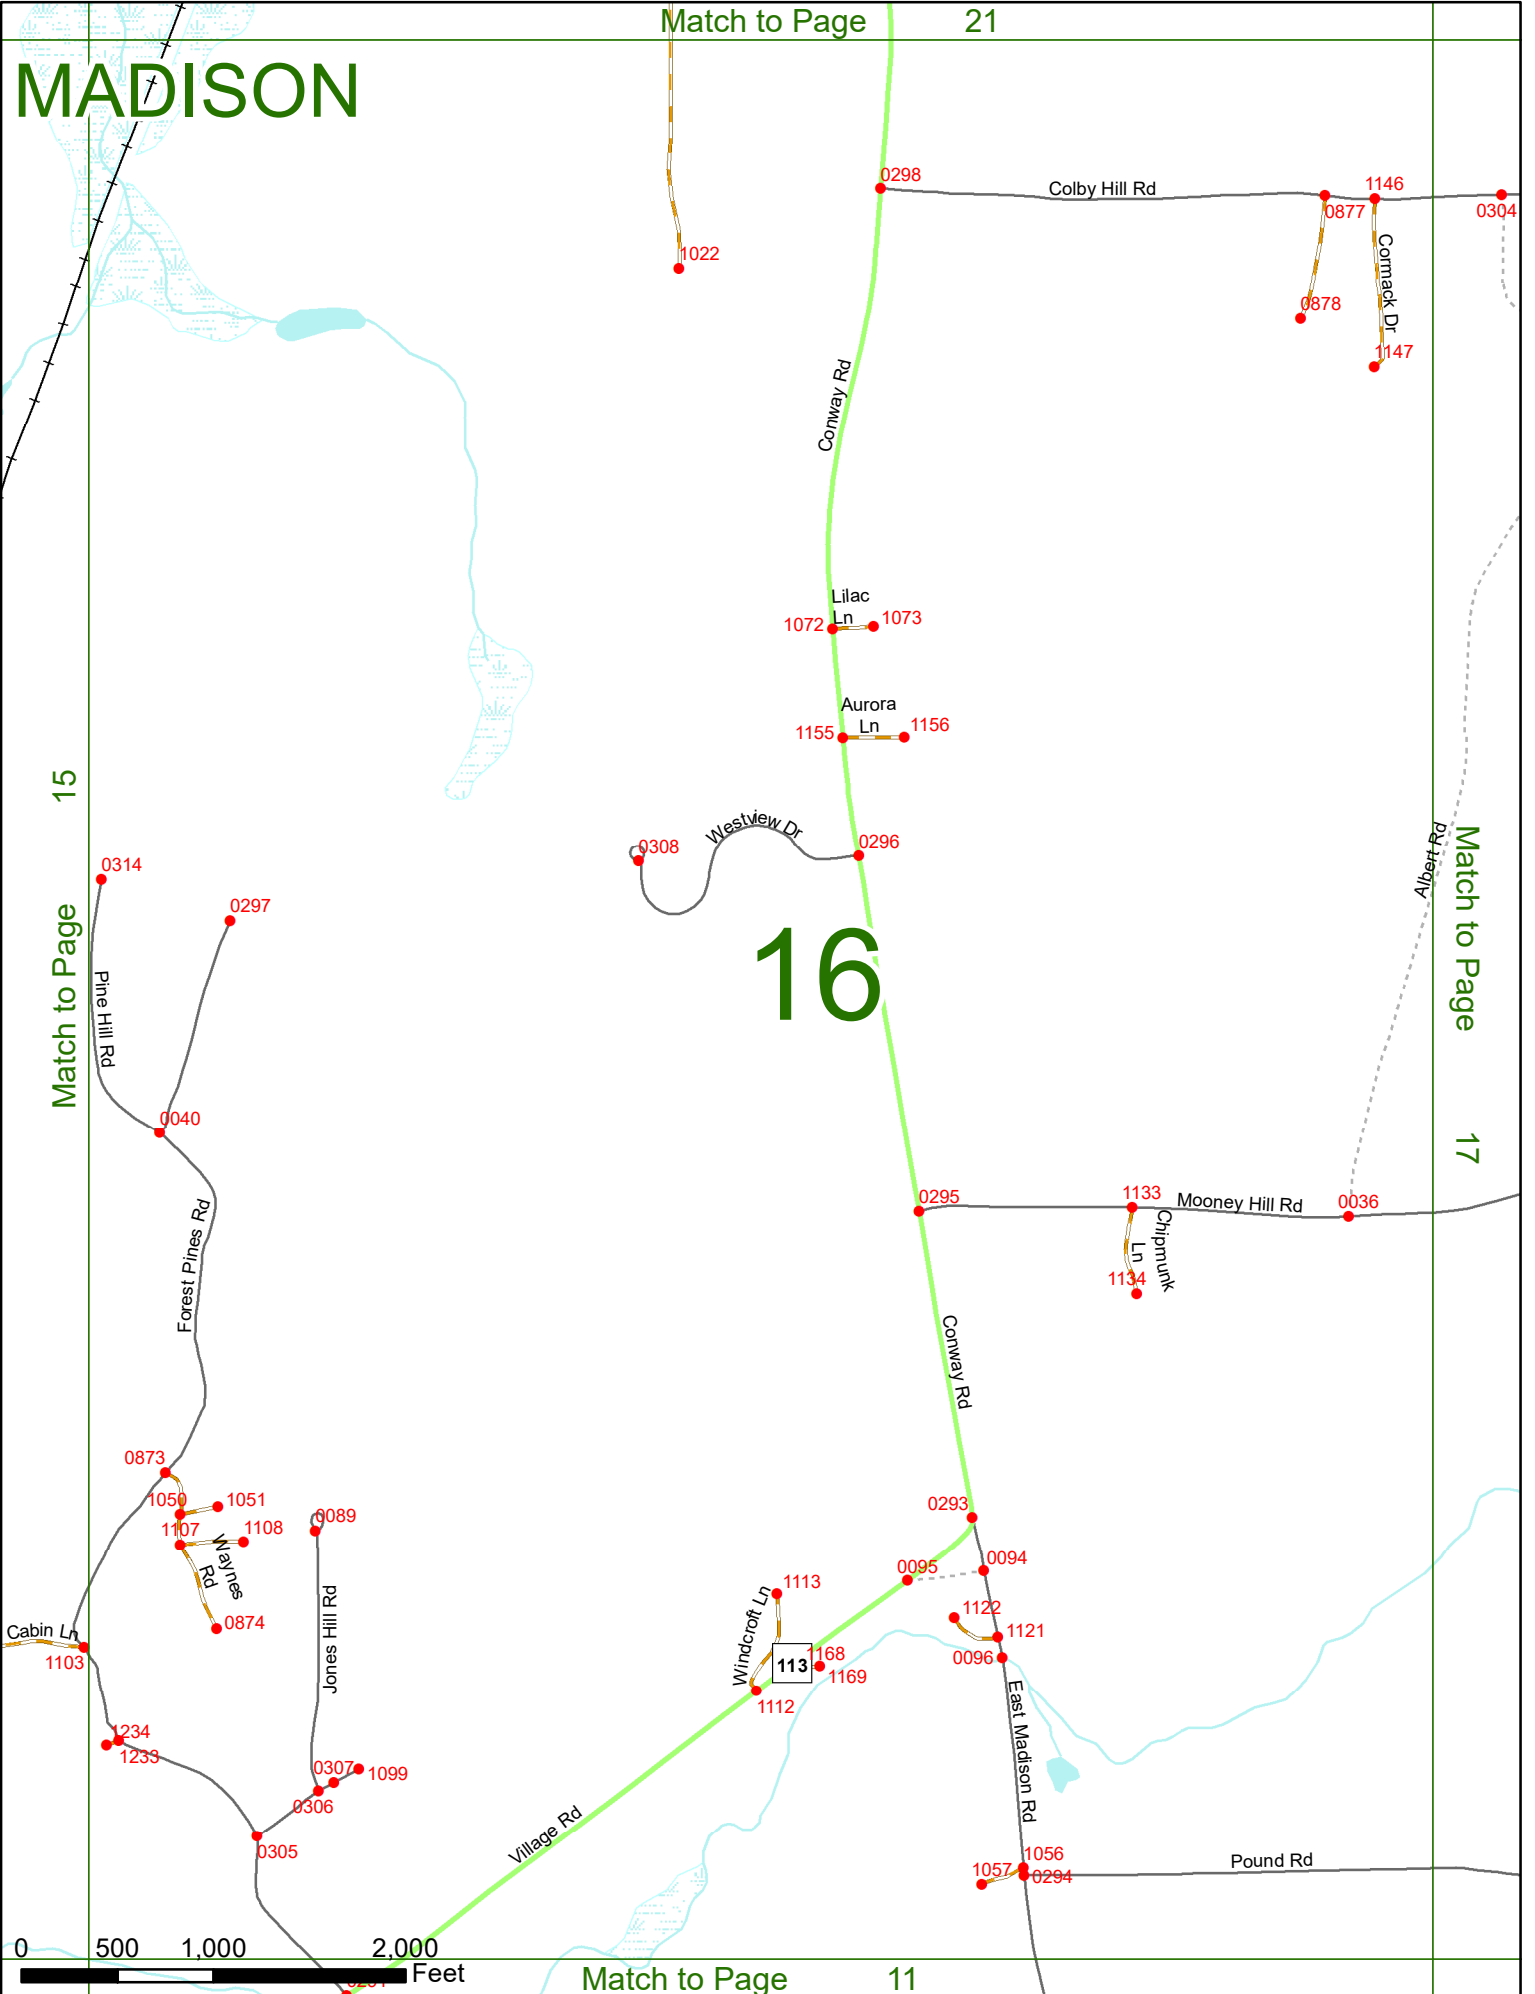 Match to Page 21
MADISON
0298
Colby Hill Rd
1146
0877
0304
1022
Cormack Dr
0878
1147
Conway Rd
Lilac
Ln
1072
1073
Aurora
Ln
1155
1156
Match to Page 15
Westview Dr
0308
0296
Albert Rd
Match to Page 17
0314
0297
16
Pine Hill Rd
0040
Forest Pines Rd
0295
1133
Mooney Hill Rd
0036
Chipmunk
Ln
1134
Conway Rd
0873
1050
1051
1107
1108
Waynes
Rd
0874
0089
Jones Hill Rd
0293
0094
0095
1113
1122
1121
0096
Windcroft Ln
113
1168
1169
1112
Cabin Ln
1103
East Madison Rd
1234
1233
0307
1099
0306
0305
Village Rd
1056
1057
0294
Pound Rd
0 500 1,000 2,000
Feet
Match to Page 11